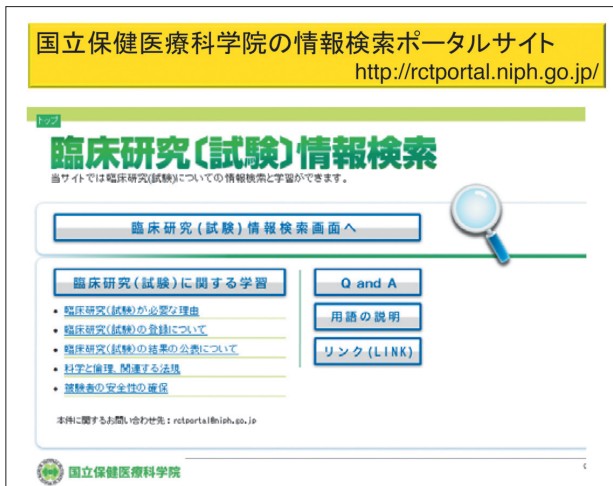 国立保健医療科学院の情報検索ポータルサイト
http://rctportal.niph.go.jp/
トップ
臨床研究(試験)情報検索
当サイトでは臨床研究(試験)についての情報検索と学習ができます。
臨床研究(試験)情報検索画面へ
臨床研究(試験)に関する学習
・臨床研究(試験)が必要な理由
・臨床研究(試験)の登録について
・臨床研究(試験)の結果の公表について
・科学と倫理、関連する法規
・被験者の安全性の確保
Q and A
用語の説明
リンク(LINK)
本件に関するお問い合わせ先：rctportal@niph.go.jp
国立保健医療科学院